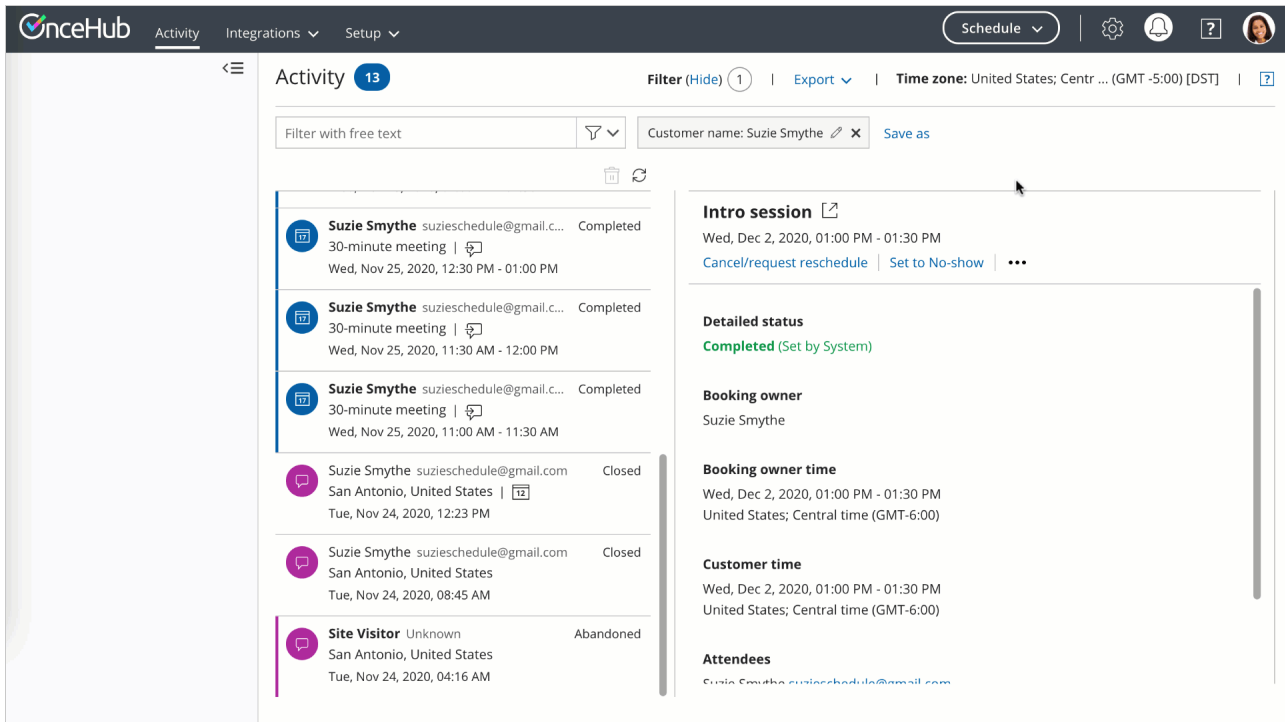 OnceHub
Activity
Integrations
Setup
Schedule
?
Activity 13
Filter (Hide) 1 | Export | Time zone: United States; Centr ... (GMT -5:00) [DST] | ?
Filter with free text
Customer name: Suzie Smythe
Save as
Suzie Smythe suzieschedule@gmail.c... Completed
17
30-minute meeting |
Wed, Nov 25, 2020, 12:30 PM - 01:00 PM
Suzie Smythe suzieschedule@gmail.c... Completed
17
30-minute meeting |
Wed, Nov 25, 2020, 11:30 AM - 12:00 PM
Suzie Smythe suzieschedule@gmail.c... Completed
17
30-minute meeting |
Wed, Nov 25, 2020, 11:00 AM - 11:30 AM
Suzie Smythe suzieschedule@gmail.com Closed
San Antonio, United States | 12
Tue, Nov 24, 2020, 12:23 PM
Suzie Smythe suzieschedule@gmail.com Closed
San Antonio, United States
Tue, Nov 24, 2020, 08:45 AM
Site Visitor Unknown Abandoned
San Antonio, United States
Tue, Nov 24, 2020, 04:16 AM
Intro session
Wed, Dec 2, 2020, 01:00 PM - 01:30 PM
Cancel/request reschedule | Set to No-show | •••
Detailed status
Completed (Set by System)
Booking owner
Suzie Smythe
Booking owner time
Wed, Dec 2, 2020, 01:00 PM - 01:30 PM
United States; Central time (GMT-6:00)
Customer time
Wed, Dec 2, 2020, 01:00 PM - 01:30 PM
United States; Central time (GMT-6:00)
Attendees
Suzie Smythe suzieschedule@gmail.com